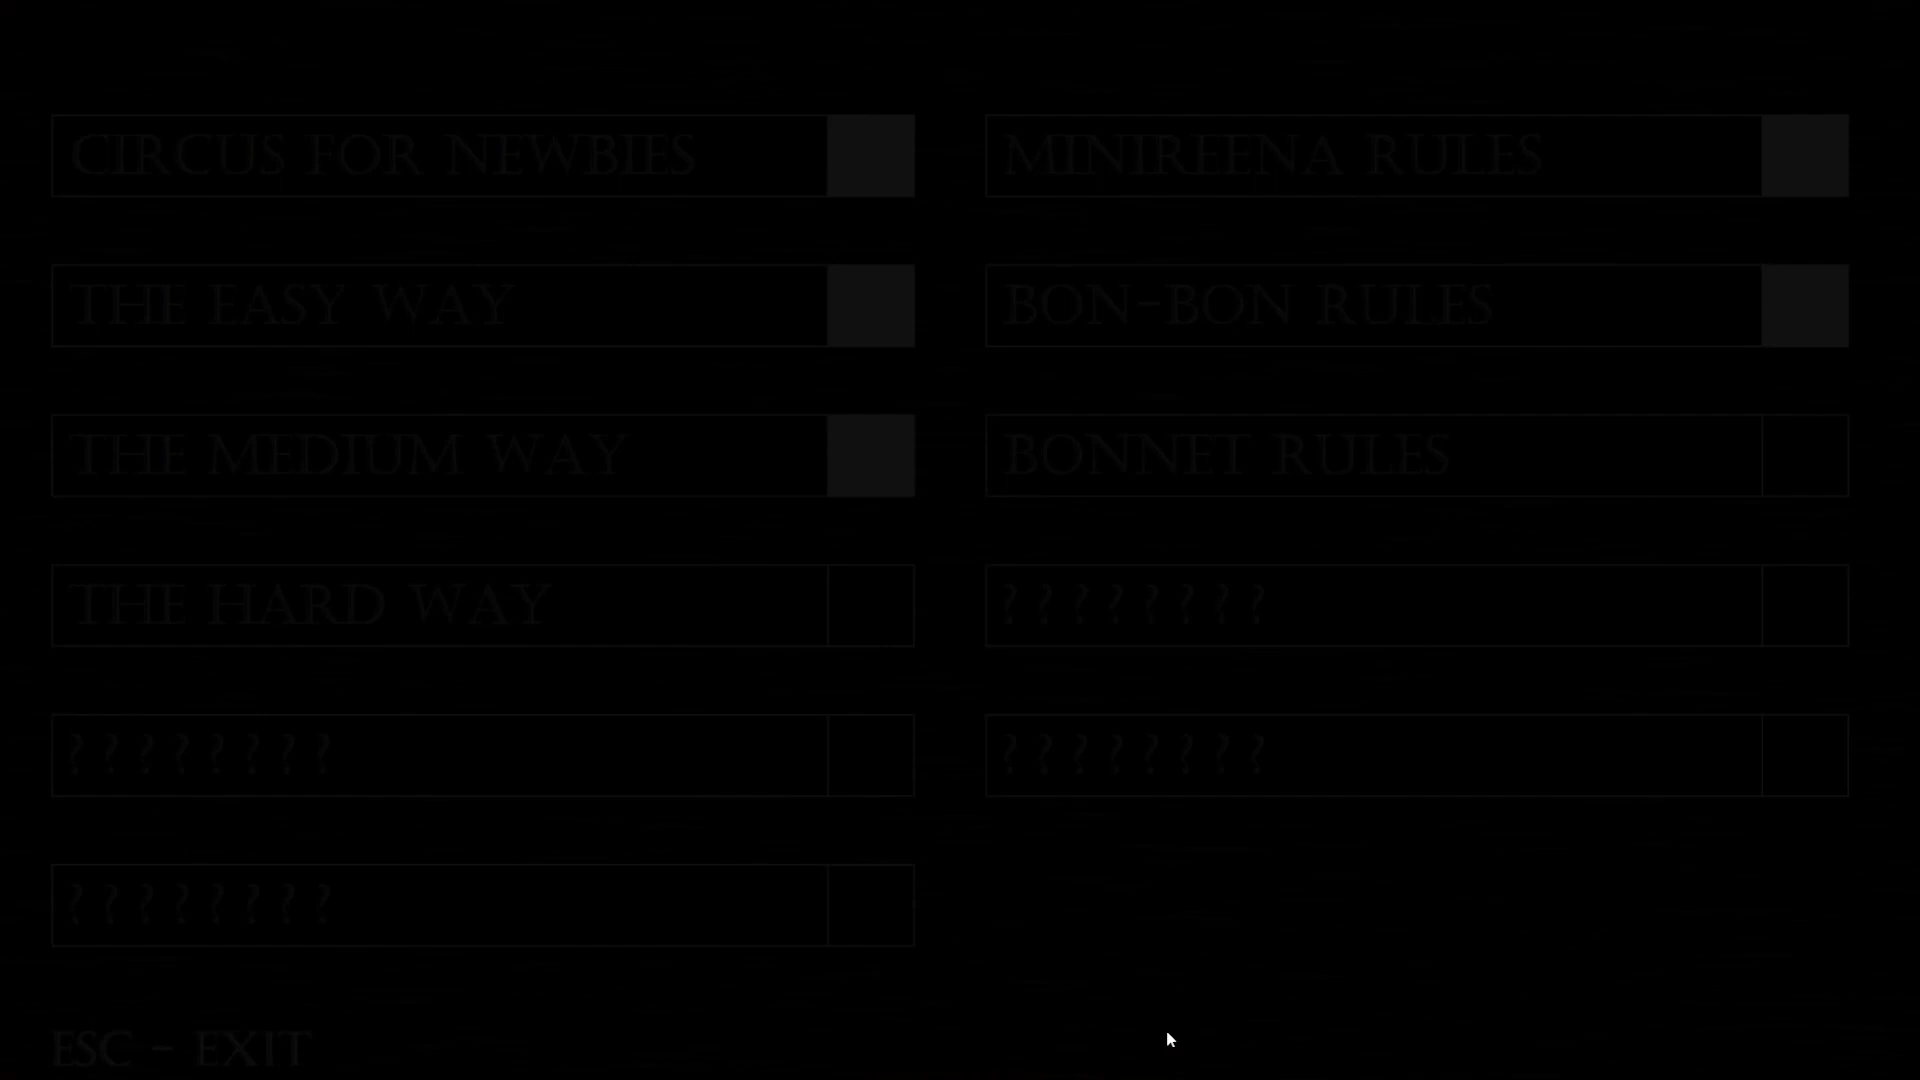 CIRCUS FOR NEWBIES
THE EASY WAY
THE MEDIUM WAY
THE HARD WAY
? ? ? ? ? ? ? ?
? ? ? ? ? ? ? ?
MINIREENA RULES
BON-BON RULES
BONNET RULES
? ? ? ? ? ? ? ?
? ? ? ? ? ? ? ?
ESC - EXIT